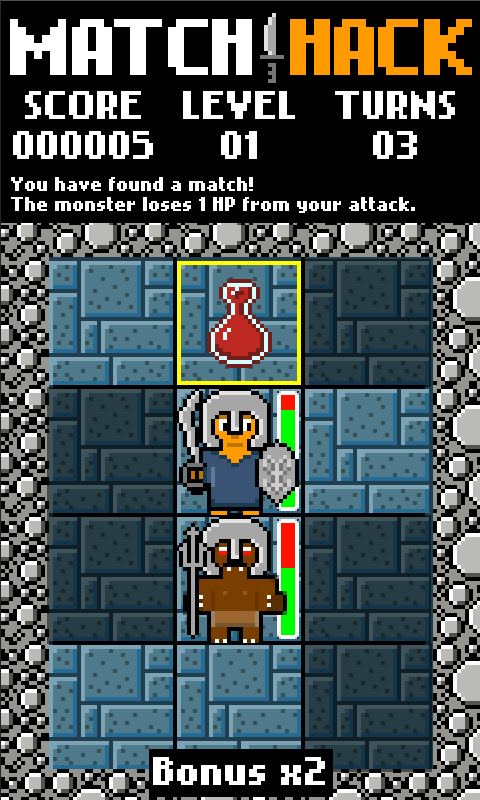 MATCH HACK
SCORE LEVEL TURNS
000005 01 03
You have found a match!
The monster loses 1 HP from your attack.
Bonus x2